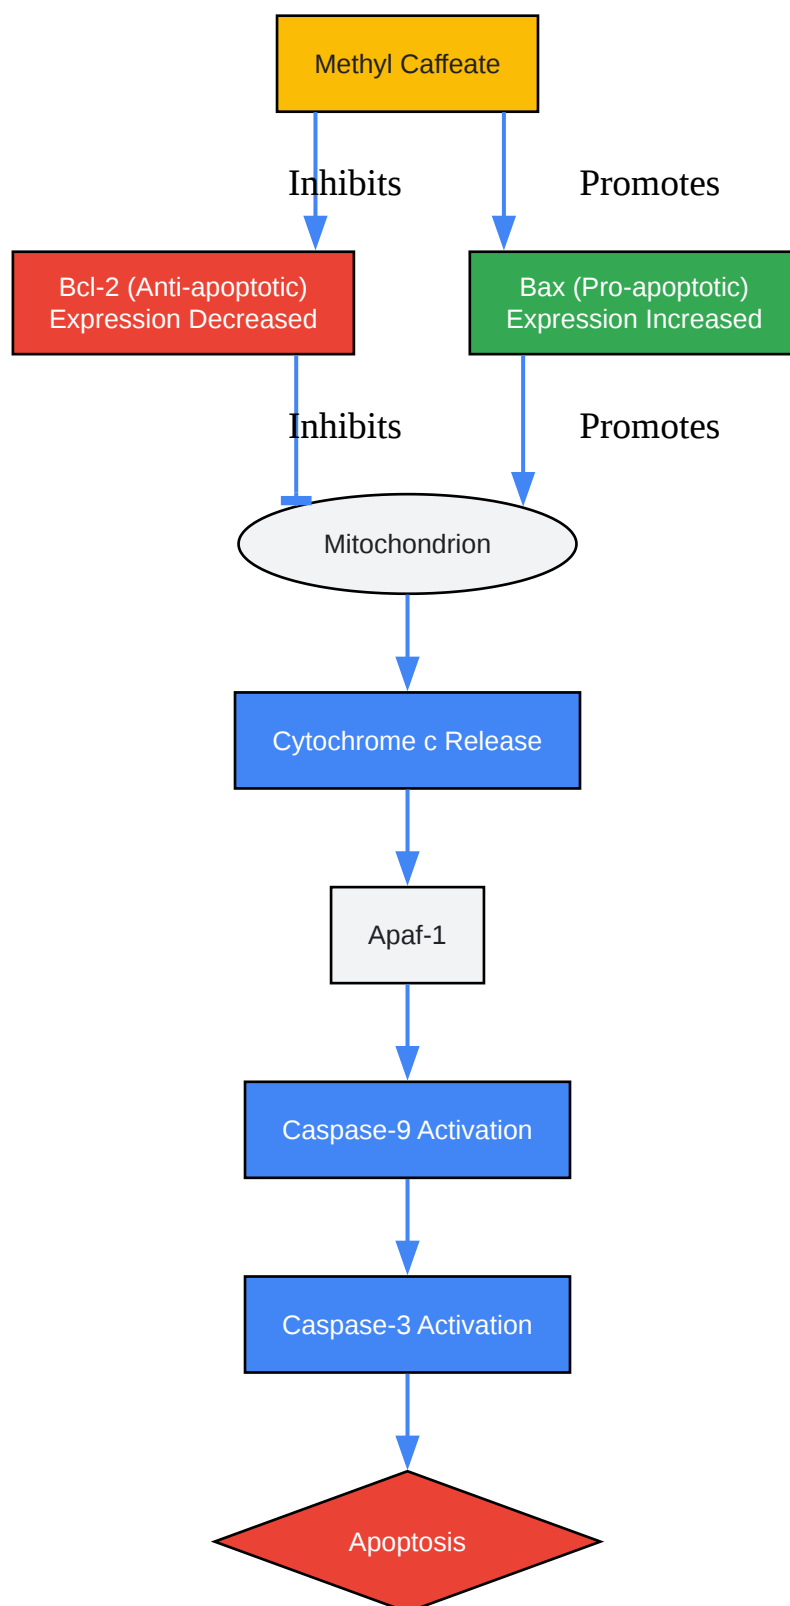 Methyl Caffeate
Inhibits
Promotes
Bcl-2 (Anti-apoptotic)
Expression Decreased
Bax (Pro-apoptotic)
Expression Increased
Inhibits
Promotes
Mitochondrion
Cytochrome c Release
Apaf-1
Caspase-9 Activation
Caspase-3 Activation
Apoptosis